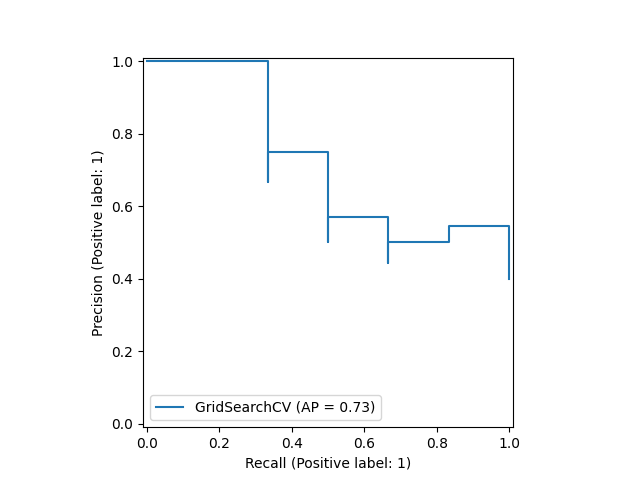 1.0
0.8
0.6
0.4
0.2
0.0
Precision (Positive label: 1)
GridSearchCV (AP = 0.73)
0.0 0.2 0.4 0.6 0.8 1.0
Recall (Positive label: 1)